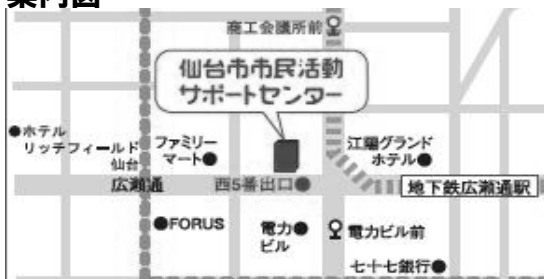 案内図
商工会議所前
仙台市市民活動
サポートセンター
●ホテル
リッチフィールド
仙台
ファミリー
マート●
江陽グランド
ホテル●
広瀬通
西5番出口●
地下鉄広瀬通駅
●FORUS
電力●
ビル
電力ビル前
七十七銀行●